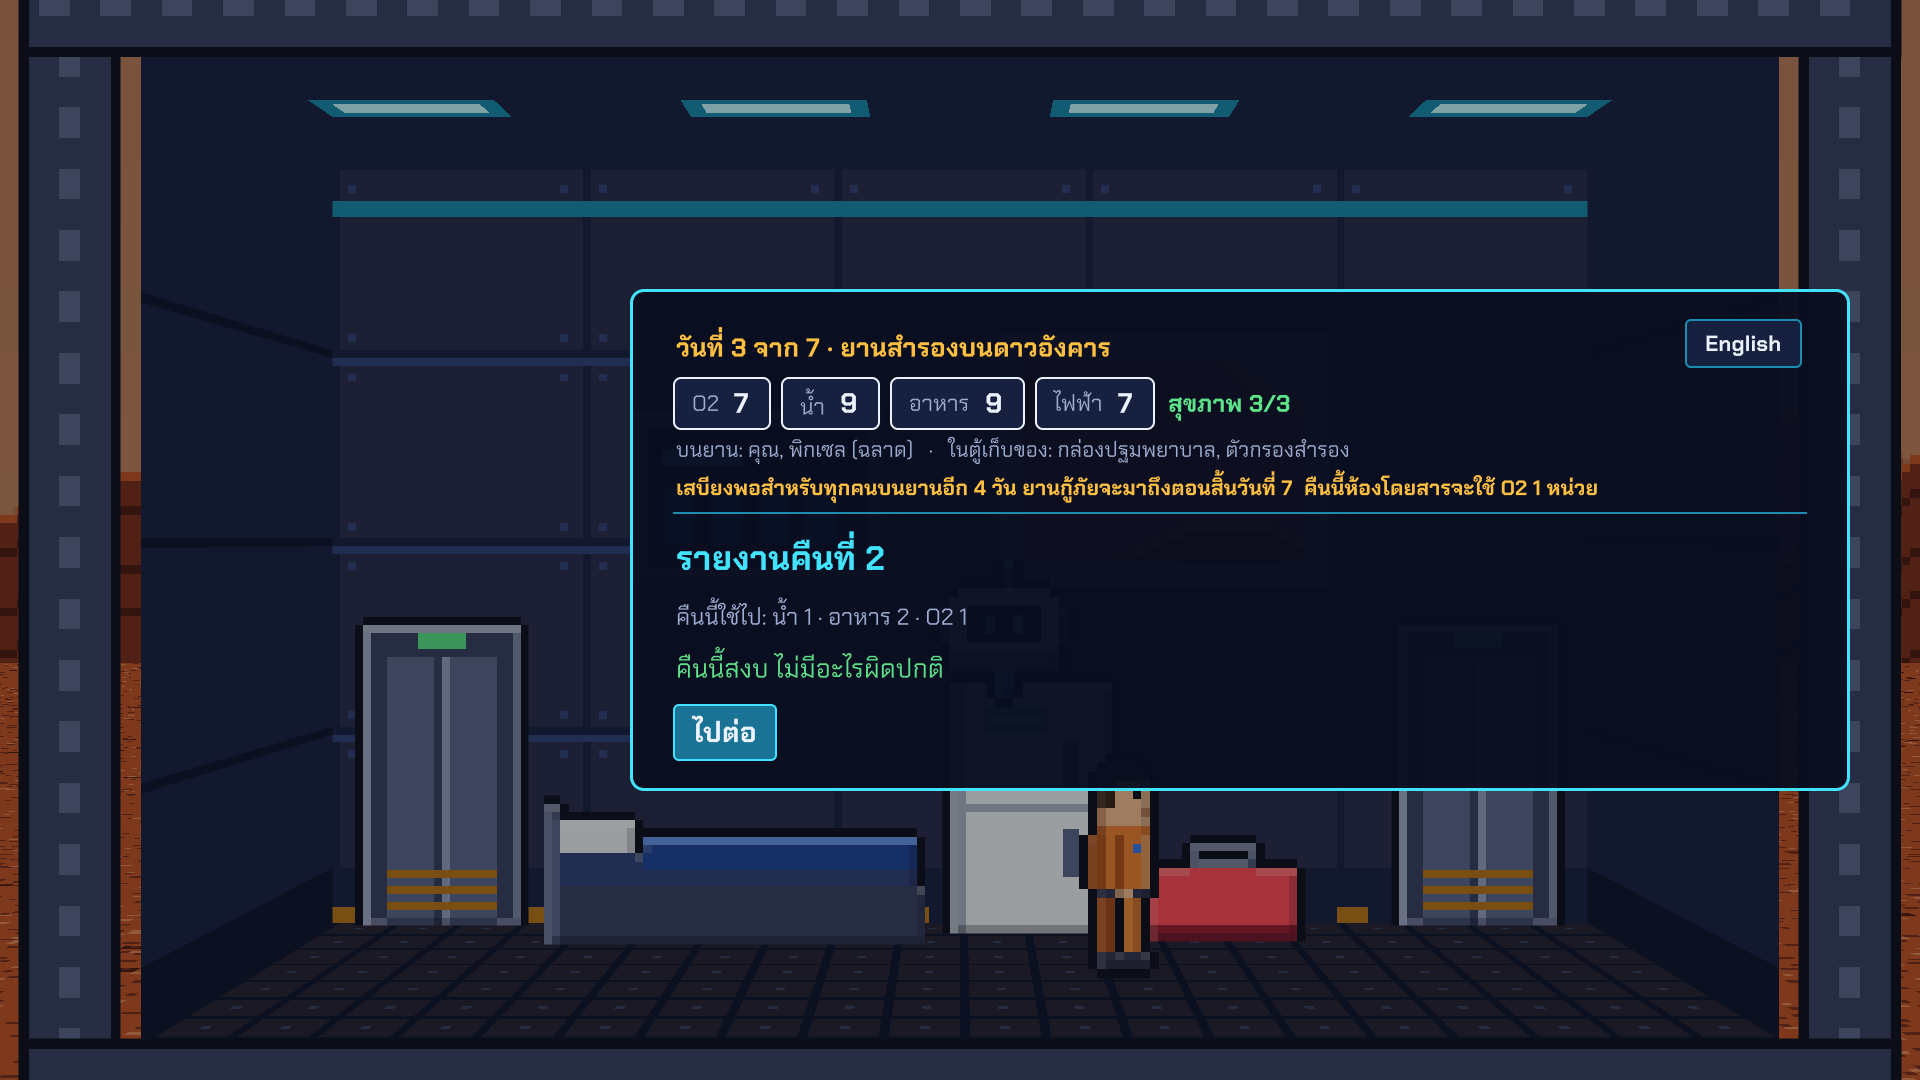 วันที่ 3 จาก 7 · ยานสำรองบนดาวอังคาร
English
O2 7 น้ำ 9 อาหาร 9 ไฟฟ้า 7 สุขภาพ 3/3
บนยาน: คุณ, พิกเซล (ฉลาด) · ในตู้เก็บของ: กล่องปฐมพยาบาล, ตัวกรองสำรอง
เสบียงพอสำหรับทุกคนบนยานอีก 4 วัน ยานกู้ภัยจะมาถึงตอนสิ้นวันที่ 7 คืนนี้ห้องโดยสารจะใช้ O2 1 หน่วย
รายงานคืนที่ 2
คืนนี้ใช้ไป: น้ำ 1 · อาหาร 2 · O2 1
คืนนี้สงบ ไม่มีอะไรผิดปกติ
ไปต่อ